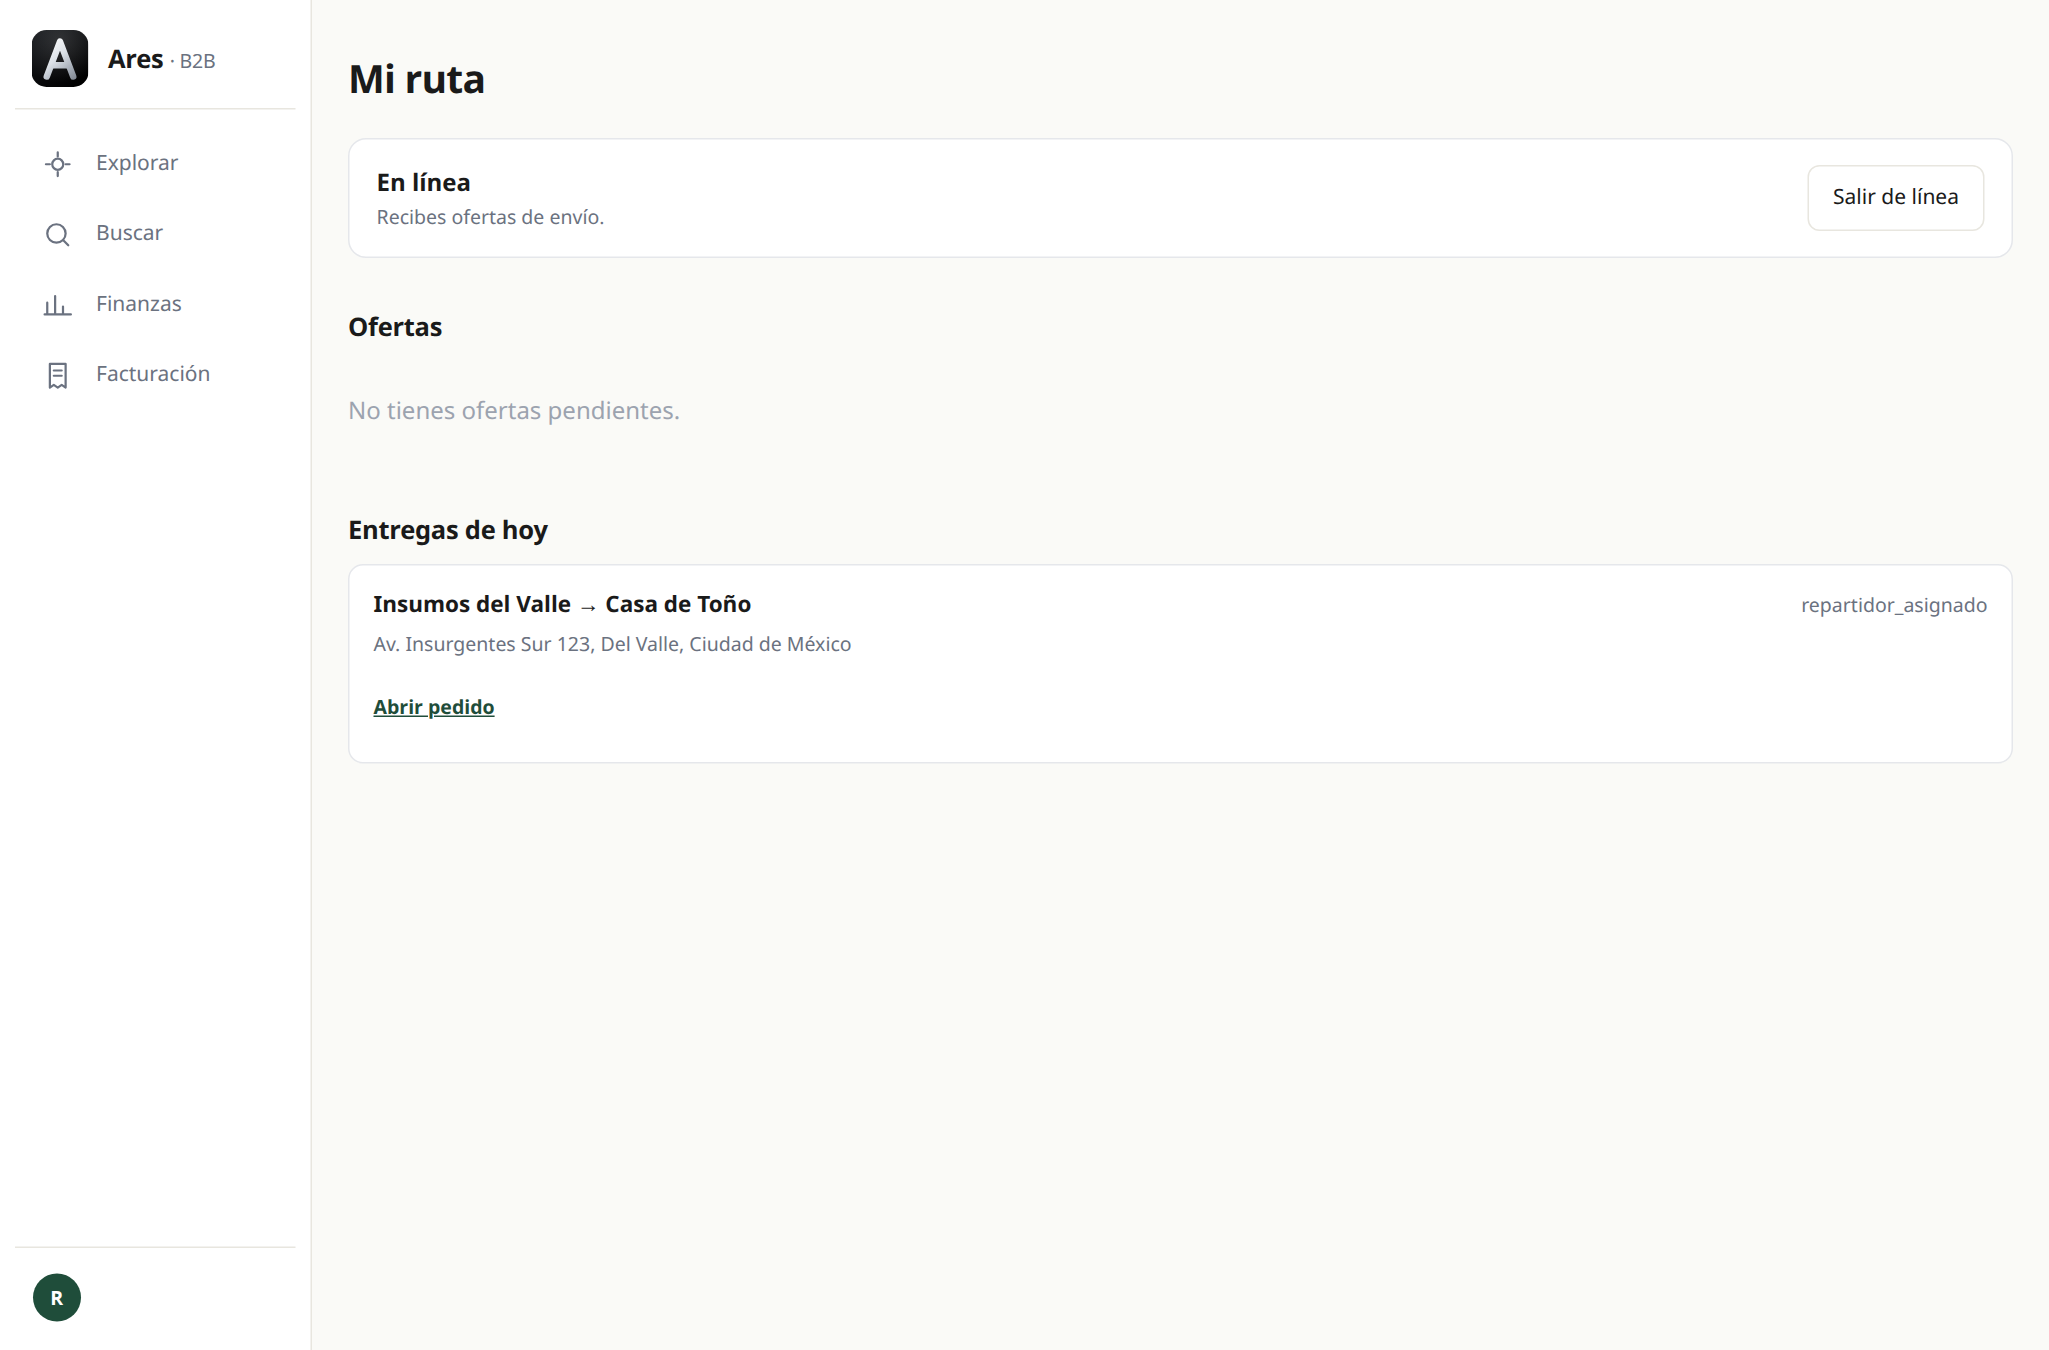 A
Ares · B2B
Explorar
Buscar
Finanzas
Facturación
R
Mi ruta
En línea
Recibes ofertas de envío.
Salir de línea
Ofertas
No tienes ofertas pendientes.
Entregas de hoy
Insumos del Valle → Casa de Toño
repartidor_asignado
Av. Insurgentes Sur 123, Del Valle, Ciudad de México
Abrir pedido